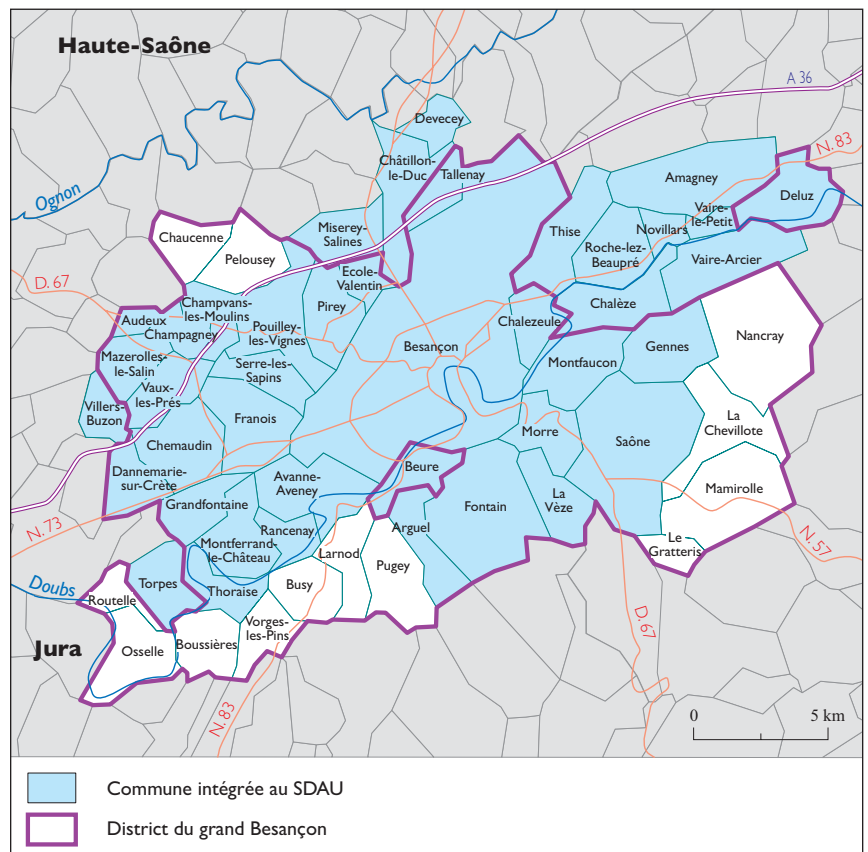 Haute-Saône
A 36
Devecey
N. 83
Châtillon-
le-Duc
Tallenay
Amagney
Ognon
Deluz
Vaire-
le-Petit
Chaucenne
Miserey-
Salines
Thise
Novillars
Pelousey
Roche-lez-
Beaupré
Vaire-Arcier
Ecole-
Valentin
D. 67
Champvans-
les-Moulins
Pirey
Chalèze
Audeux
Champagney
Pouilley-
les-Vignes
Chalezeule
Nancray
Besançon
Gennes
Mazerolles-
le-Salin
Serre-les-
Sapins
Montfaucon
Vaux-
les-Prés
Villers-
Buzon
Franois
La
Chevillote
Morre
Saône
Chemaudin
Beure
Dannemarie-
sur-Crète
Avanne-
Aveney
Mamirolle
La
Vèze
Grandfontaine
Fontain
N. 73
Arguel
Rancenay
Montferrand-
le-Château
Larnod
Le
Gratteris
N. 57
Pugey
Doubs
Torpes
Busy
Thoraise
Routelle
D. 67
Vorges-
les-Pins
Jura
Osselle
Boussières
N. 83
0 5 km
Commune intégrée au SDAU
District du grand Besançon